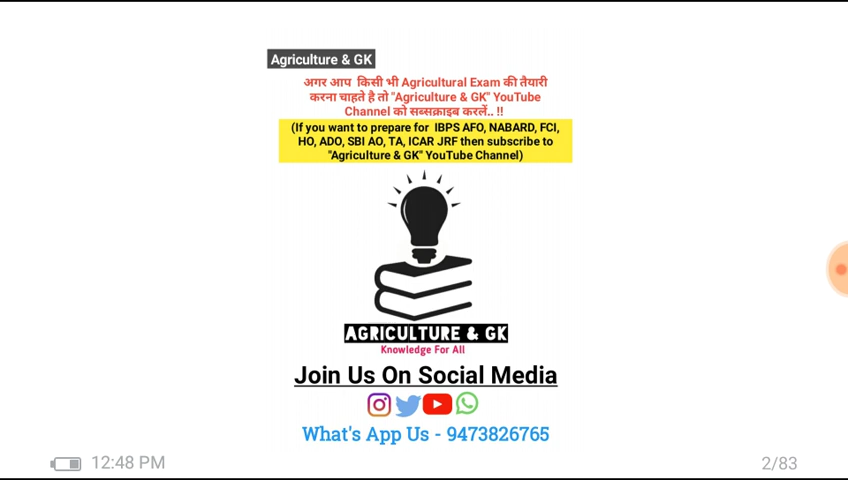 Agriculture & GK
अगर आप किसी भी Agricultural Exam की तैयारी
करना चाहते है तो "Agriculture & GK" YouTube
Channel को सब्सक्राइब करलें.. !!
(If you want to prepare for IBPS AFO, NABARD, FCI,
HO, ADO, SBI AO, TA, ICAR JRF then subscribe to
"Agriculture & GK" YouTube Channel)
AGRICULTURE & GK
Knowledge For All
Join Us On Social Media
What's App Us - 9473826765
12:48 PM
2/83